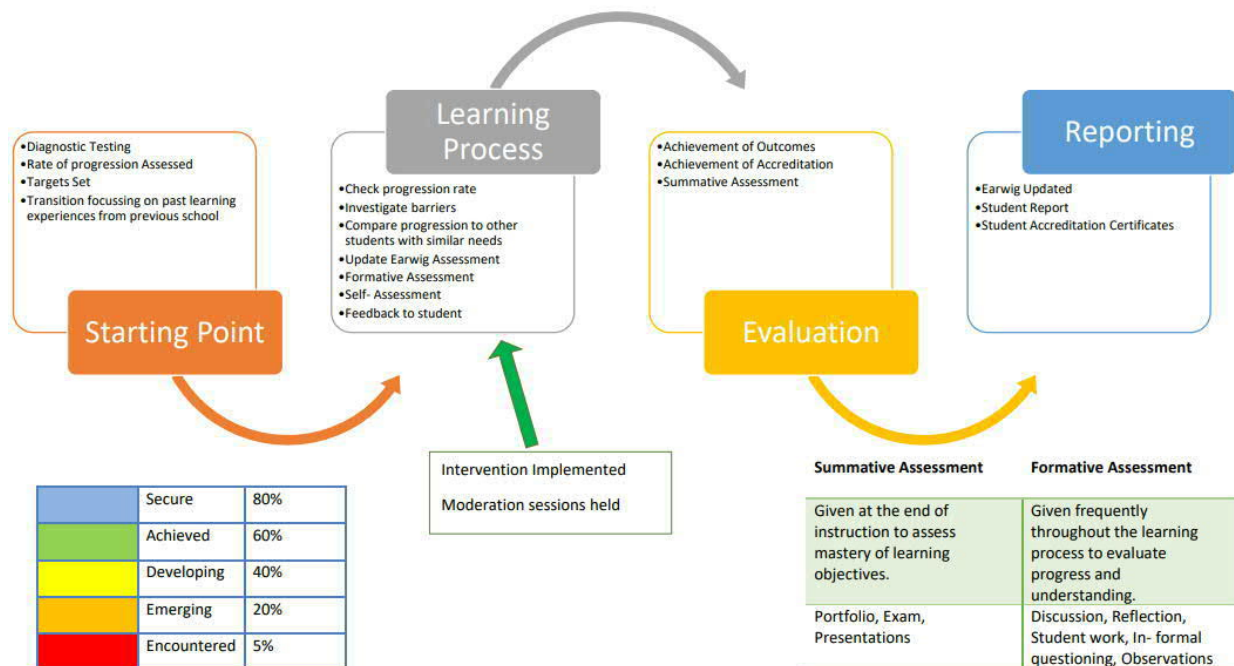 Starting Point
•Diagnostic Testing
•Rate of progression Assessed
•Targets Set
•Transition focussing on past learning
experiences from previous school
Learning
Process
•Check progression rate
•Investigate barriers
•Compare progression to other
students with similar needs
•Update Earwig Assessment
•Formative Assessment
•Self- Assessment
•Feedback to student
•Achievement of Outcomes
•Achievement of Accreditation
•Summative Assessment
Evaluation
Reporting
•Earwig Updated
•Student Report
•Student Accreditation Certificates
Intervention Implemented
Moderation sessions held
Secure 80%
Achieved 60%
Developing 40%
Emerging 20%
Encountered 5%
Summative Assessment
Given at the end of
instruction to assess
mastery of learning
objectives.
Portfolio, Exam,
Presentations
Formative Assessment
Given frequently
throughout the learning
process to evaluate
progress and
understanding.
Discussion, Reflection,
Student work, In- formal
questioning, Observations